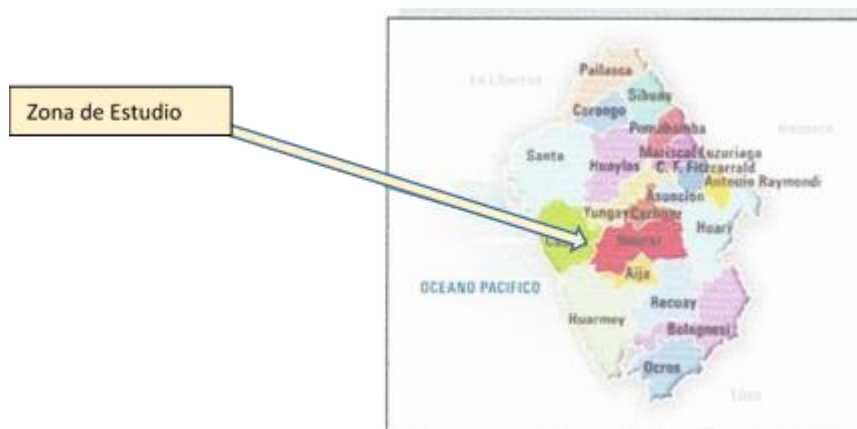 Zona de Estudio
La Libertad
Pallasca
Sihuas
Corongo
Pomabamba
Huanuco
Santa
Mariscal Luzuriaga
Huaylas
C. F. Fitzcarrald
Antonio Raymondi
Asuncion
Yungay
Carhuaz
Huari
Huaraz
Aija
OCEANO PACIFICO
Recuay
Huarmey
Bolognesi
Ocros
Lima